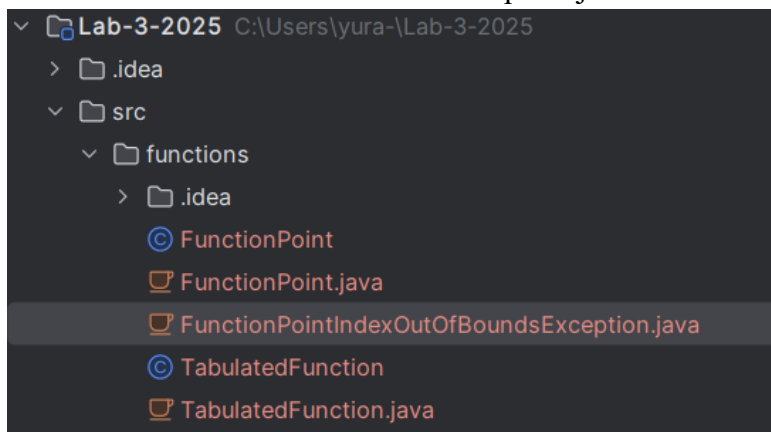 Lab-3-2025 C:\Users\yura-\Lab-3-2025
.idea
src
functions
.idea
FunctionPoint
FunctionPoint.java
FunctionPointIndexOutOfBoundsException.java
TabulatedFunction
TabulatedFunction.java